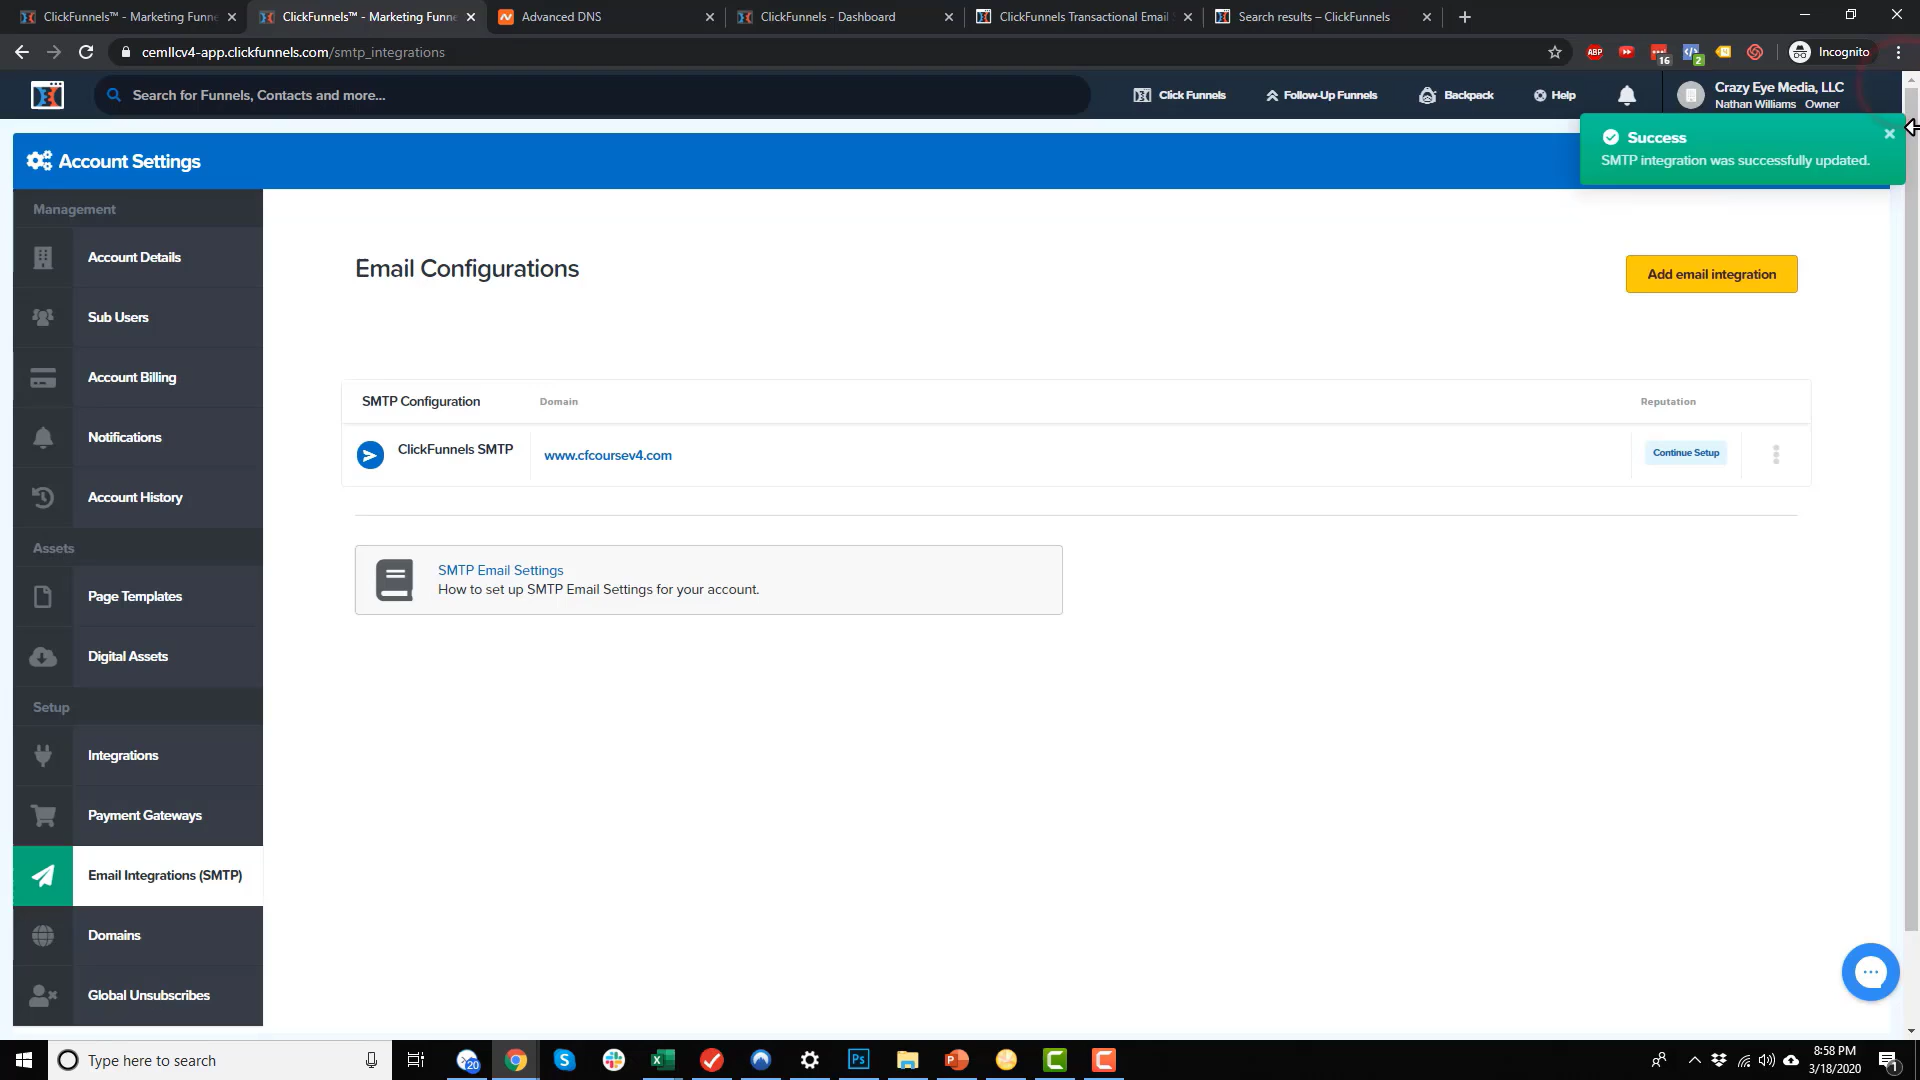 ClickFunnels™ - Marketing Funne
ClickFunnels™ - Marketing Funne
Advanced DNS
ClickFunnels - Dashboard
ClickFunnels Transactional Email
Search results – ClickFunnels
cemllcv4-app.clickfunnels.com/smtp_integrations
ABP
16
2
Incognito
Search for Funnels, Contacts and more...
Click Funnels
Follow-Up Funnels
Backpack
Help
Crazy Eye Media, LLC
Nathan Williams Owner
Success
SMTP integration was successfully updated.
Account Settings
Management
Account Details
Sub Users
Account Billing
Notifications
Account History
Assets
Page Templates
Digital Assets
Setup
Integrations
Payment Gateways
Email Integrations (SMTP)
Domains
Global Unsubscribes
Email Configurations
Add email integration
SMTP Configuration
Domain
Reputation
ClickFunnels SMTP
www.cfcoursev4.com
Continue Setup
SMTP Email Settings
How to set up SMTP Email Settings for your account.
Type here to search
20
Ps
8:58 PM
3/18/2020
1